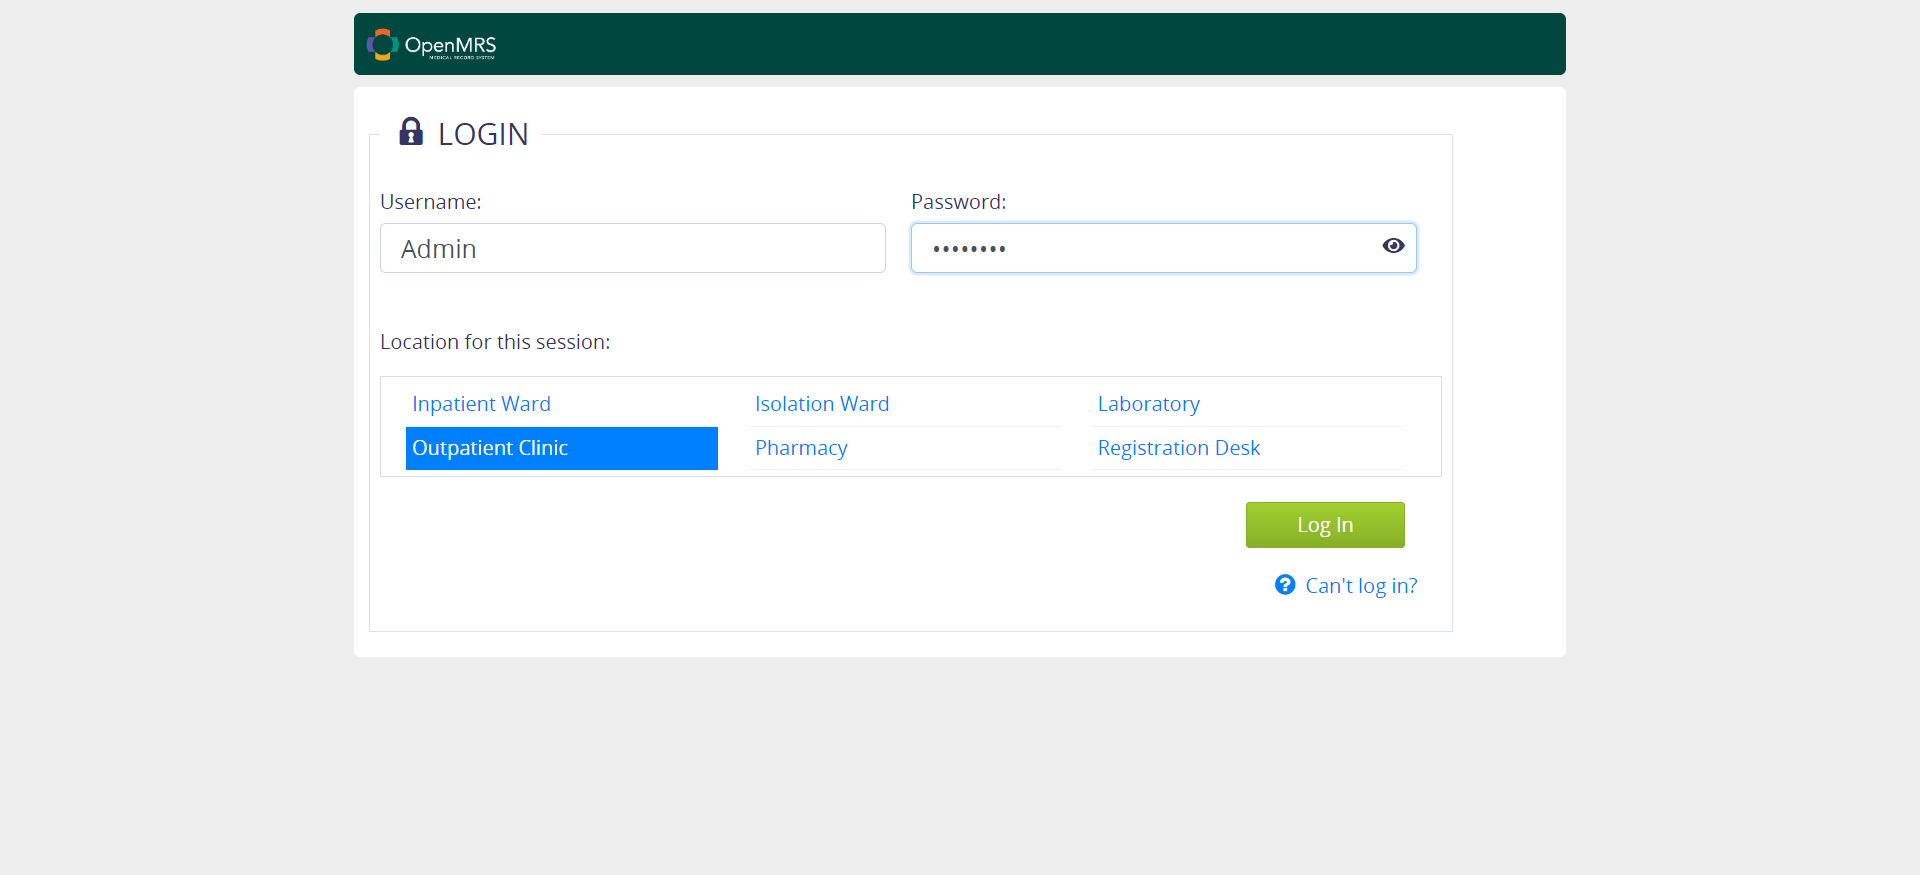 OpenMRS
MEDICAL RECORD SYSTEM
LOGIN
Username:
Password:
Admin
••••••••
Location for this session:
Inpatient Ward
Isolation Ward
Laboratory
Outpatient Clinic
Pharmacy
Registration Desk
Log In
Can't log in?